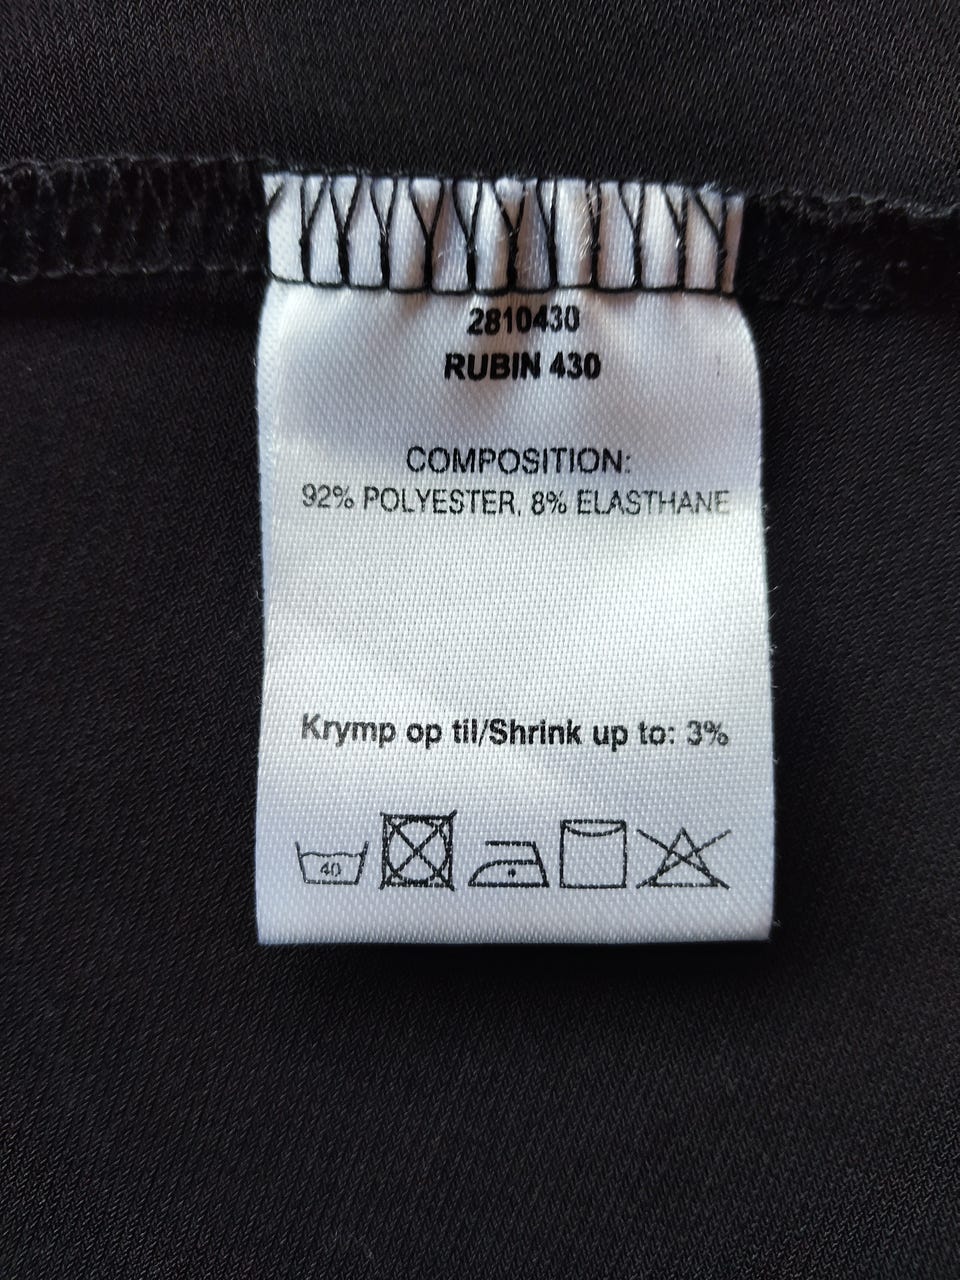 2810430
RUBIN 430
COMPOSITION:
92% POLYESTER, 8% ELASTHANE
Krymp op til/Shrink up to: 3%
40